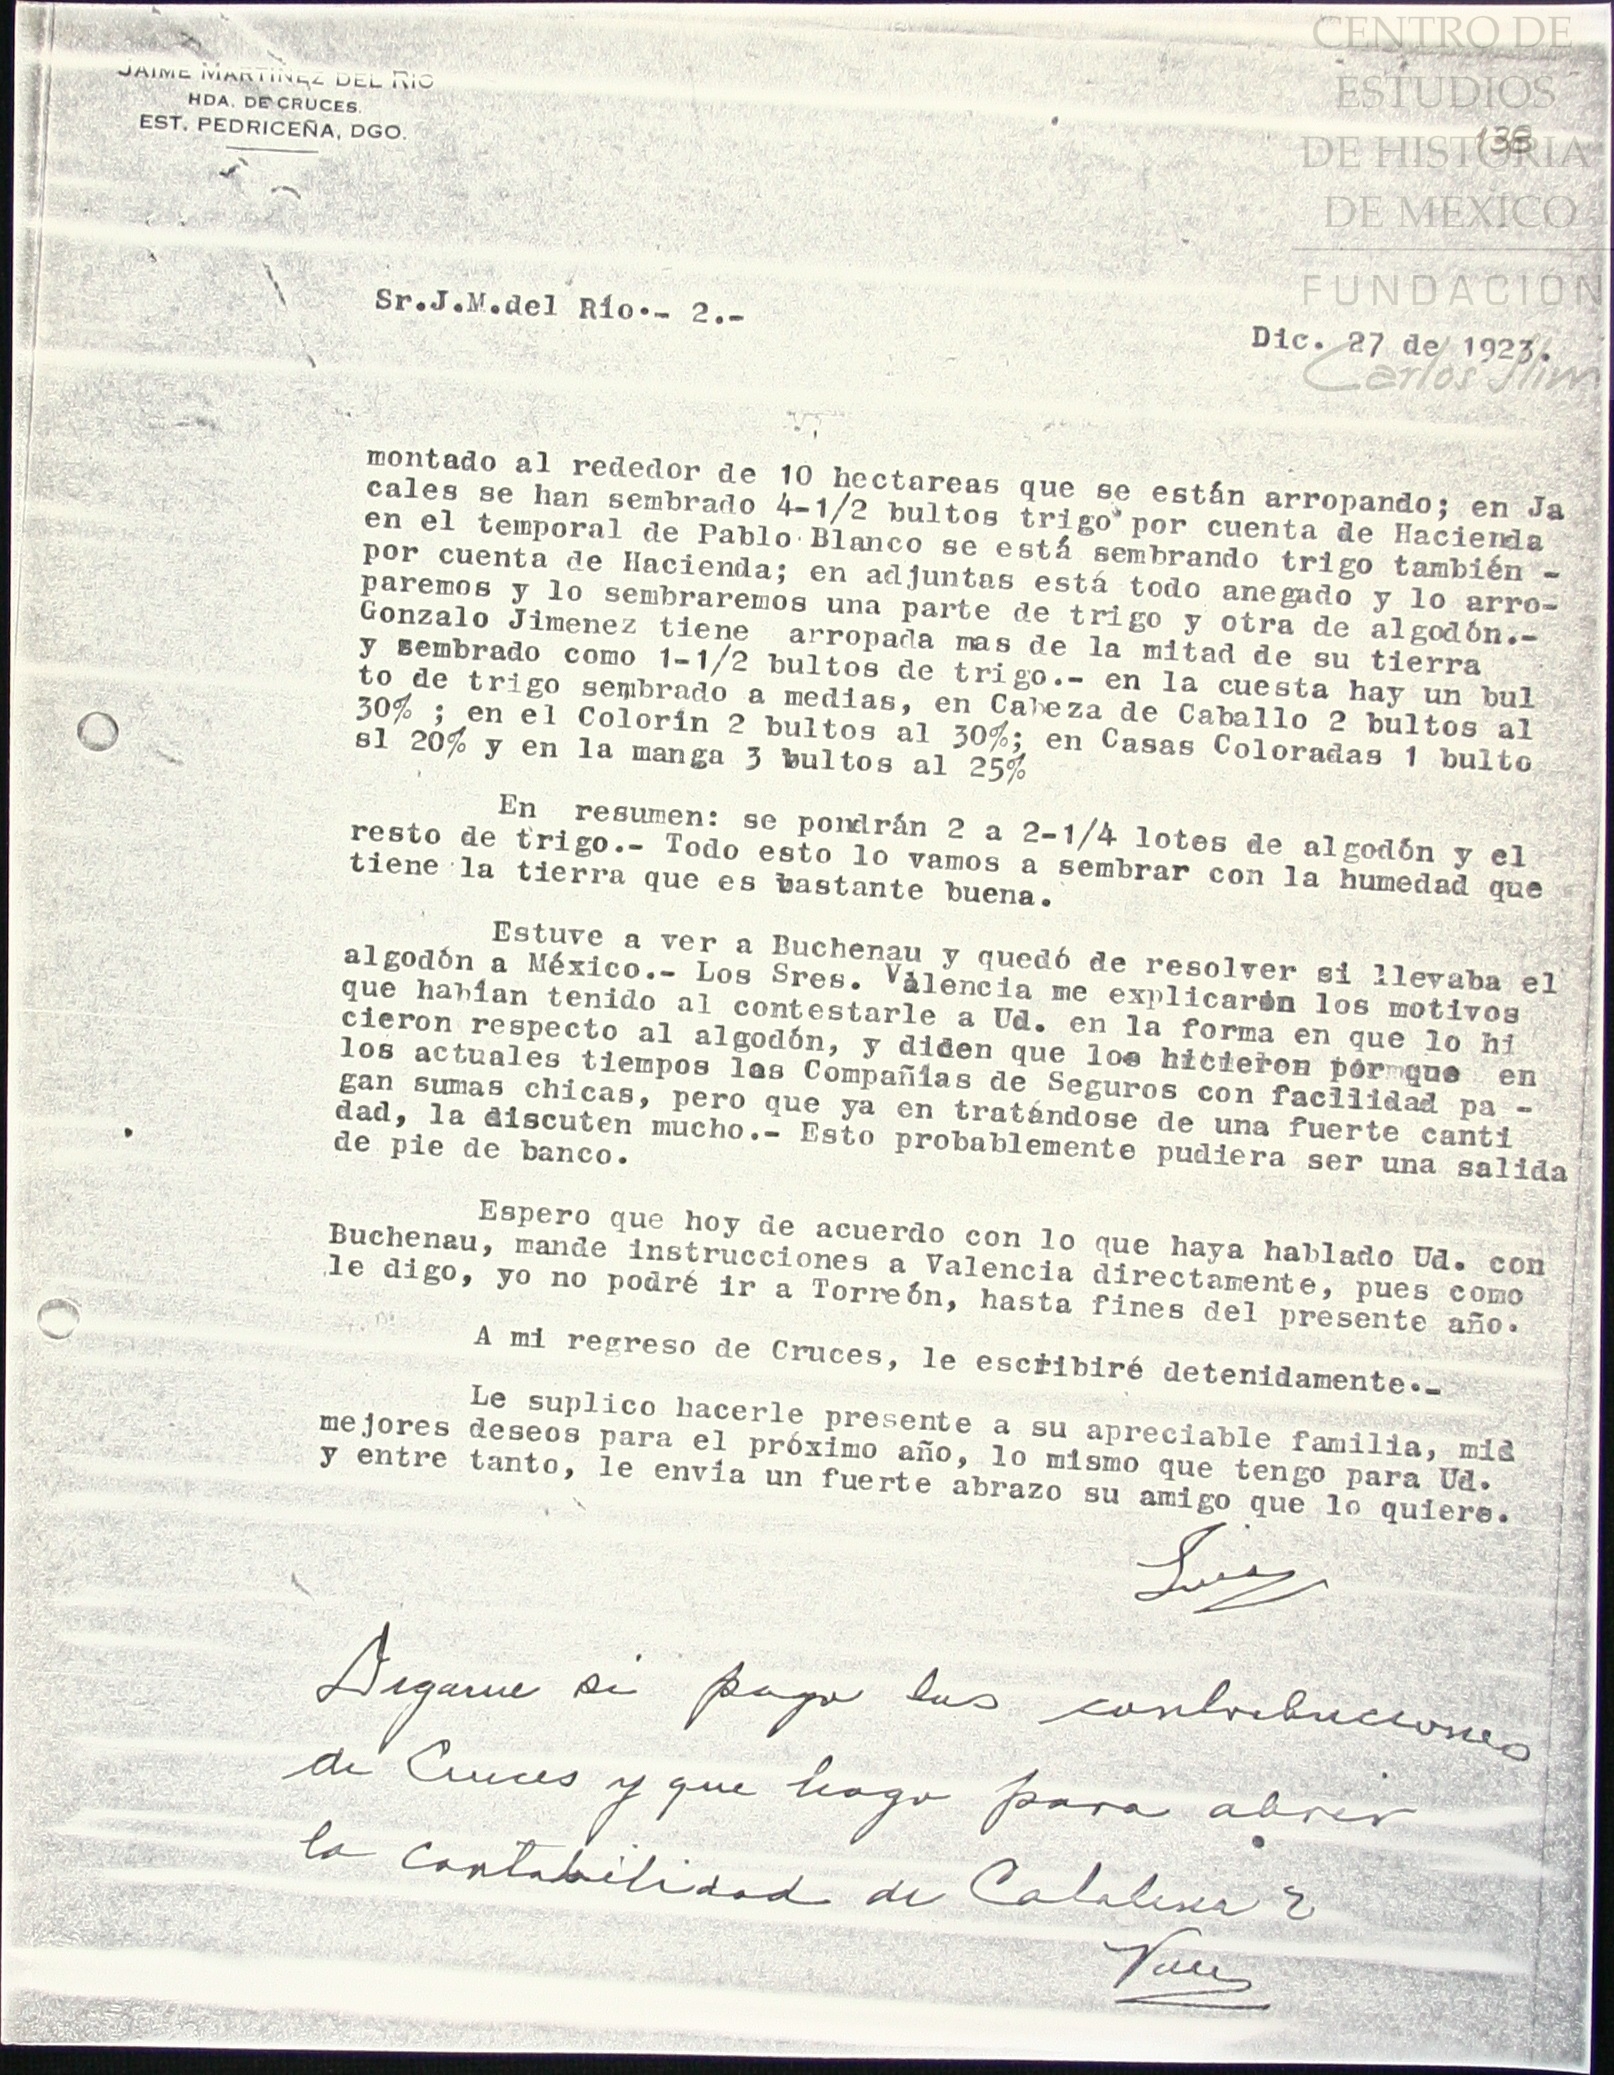 CENTRO DE
ESTUDIOS
DE HISTORIA
DE MEXICO
FUNDACION
Carlos Slim
138
JAIME MARTINEZ DEL RIO
HDA. DE CRUCES.
EST. PEDRICEÑA, DGO.
Sr.J.M.del Río.- 2.-
Dic. 27 de 1923.
montado al rededor de 10 hectareas que se están arropando; en Ja
cales se han sembrado 4-1/2 bultos trigo por cuenta de Hacienda
en el temporal de Pablo Blanco se está sembrando trigo también -
por cuenta de Hacienda; en adjuntas está todo anegado y lo arro-
paremos y lo sembraremos una parte de trigo y otra de algodón.-
Gonzalo Jimenez tiene arropada mas de la mitad de su tierra
y sembrado como 1-1/2 bultos de trigo.- en la cuesta hay un bul
to de trigo sembrado a medias, en Cabeza de Caballo 2 bultos al
30% ; en el Colorín 2 bultos al 30%; en Casas Coloradas 1 bulto
sl 20% y en la manga 3 bultos al 25%
En resumen: se pondrán 2 a 2-1/4 lotes de algodón y el
resto de trigo.- Todo esto lo vamos a sembrar con la humedad que
tiene la tierra que es bastante buena.
Estuve a ver a Buchenau y quedó de resolver si llevaba el
algodón a México.- Los Sres. Valencia me explicaron los motivos
que habían tenido al contestarle a Ud. en la forma en que lo hi
cieron respecto al algodón, y diden que los hicieron porque en
los actuales tiempos las Compañías de Seguros con facilidad pa -
gan sumas chicas, pero que ya en tratándose de una fuerte canti
dad, la discuten mucho.- Esto probablemente pudiera ser una salida
de pie de banco.
Espero que hoy de acuerdo con lo que haya hablado Ud. con
Buchenau, mande instrucciones a Valencia directamente, pues como
le digo, yo no podré ir a Torreón, hasta fines del presente año.
A mi regreso de Cruces, le escribiré detenidamente.-
Le suplico hacerle presente a su apreciable familia, mis
mejores deseos para el próximo año, lo mismo que tengo para Ud.
y entre tanto, le envia un fuerte abrazo su amigo que lo quiere.
Luis
Digame si pago las contribuciones
de Cruces y que hago para abrir
la contabilidad de Catalina?